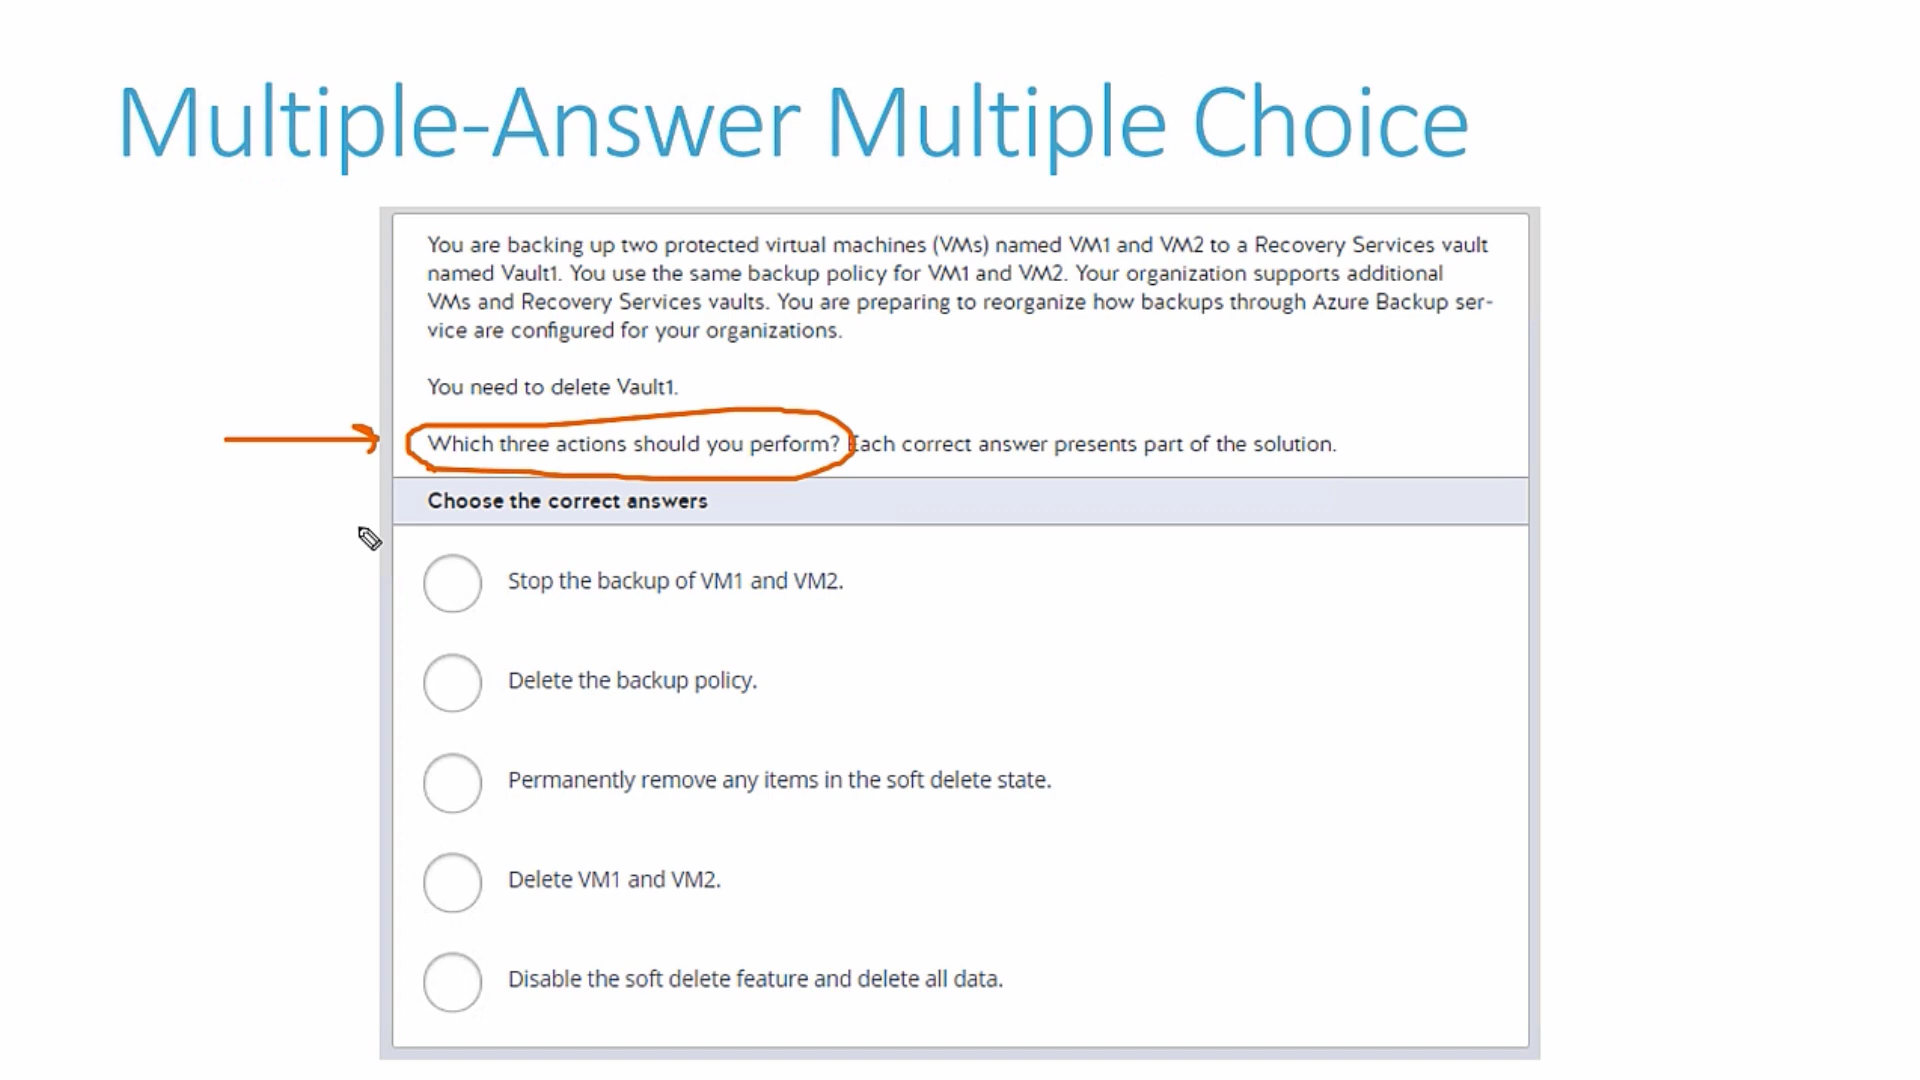 Multiple-Answer Multiple Choice
You are backing up two protected virtual machines (VMs) named VM1 and VM2 to a Recovery Services vault
named Vault1. You use the same backup policy for VM1 and VM2. Your organization supports additional
VMs and Recovery Services vaults. You are preparing to reorganize how backups through Azure Backup ser-
vice are configured for your organizations.
You need to delete Vault1.
Which three actions should you perform? Each correct answer presents part of the solution.
Choose the correct answers
Stop the backup of VM1 and VM2.
Delete the backup policy.
Permanently remove any items in the soft delete state.
Delete VM1 and VM2.
Disable the soft delete feature and delete all data.